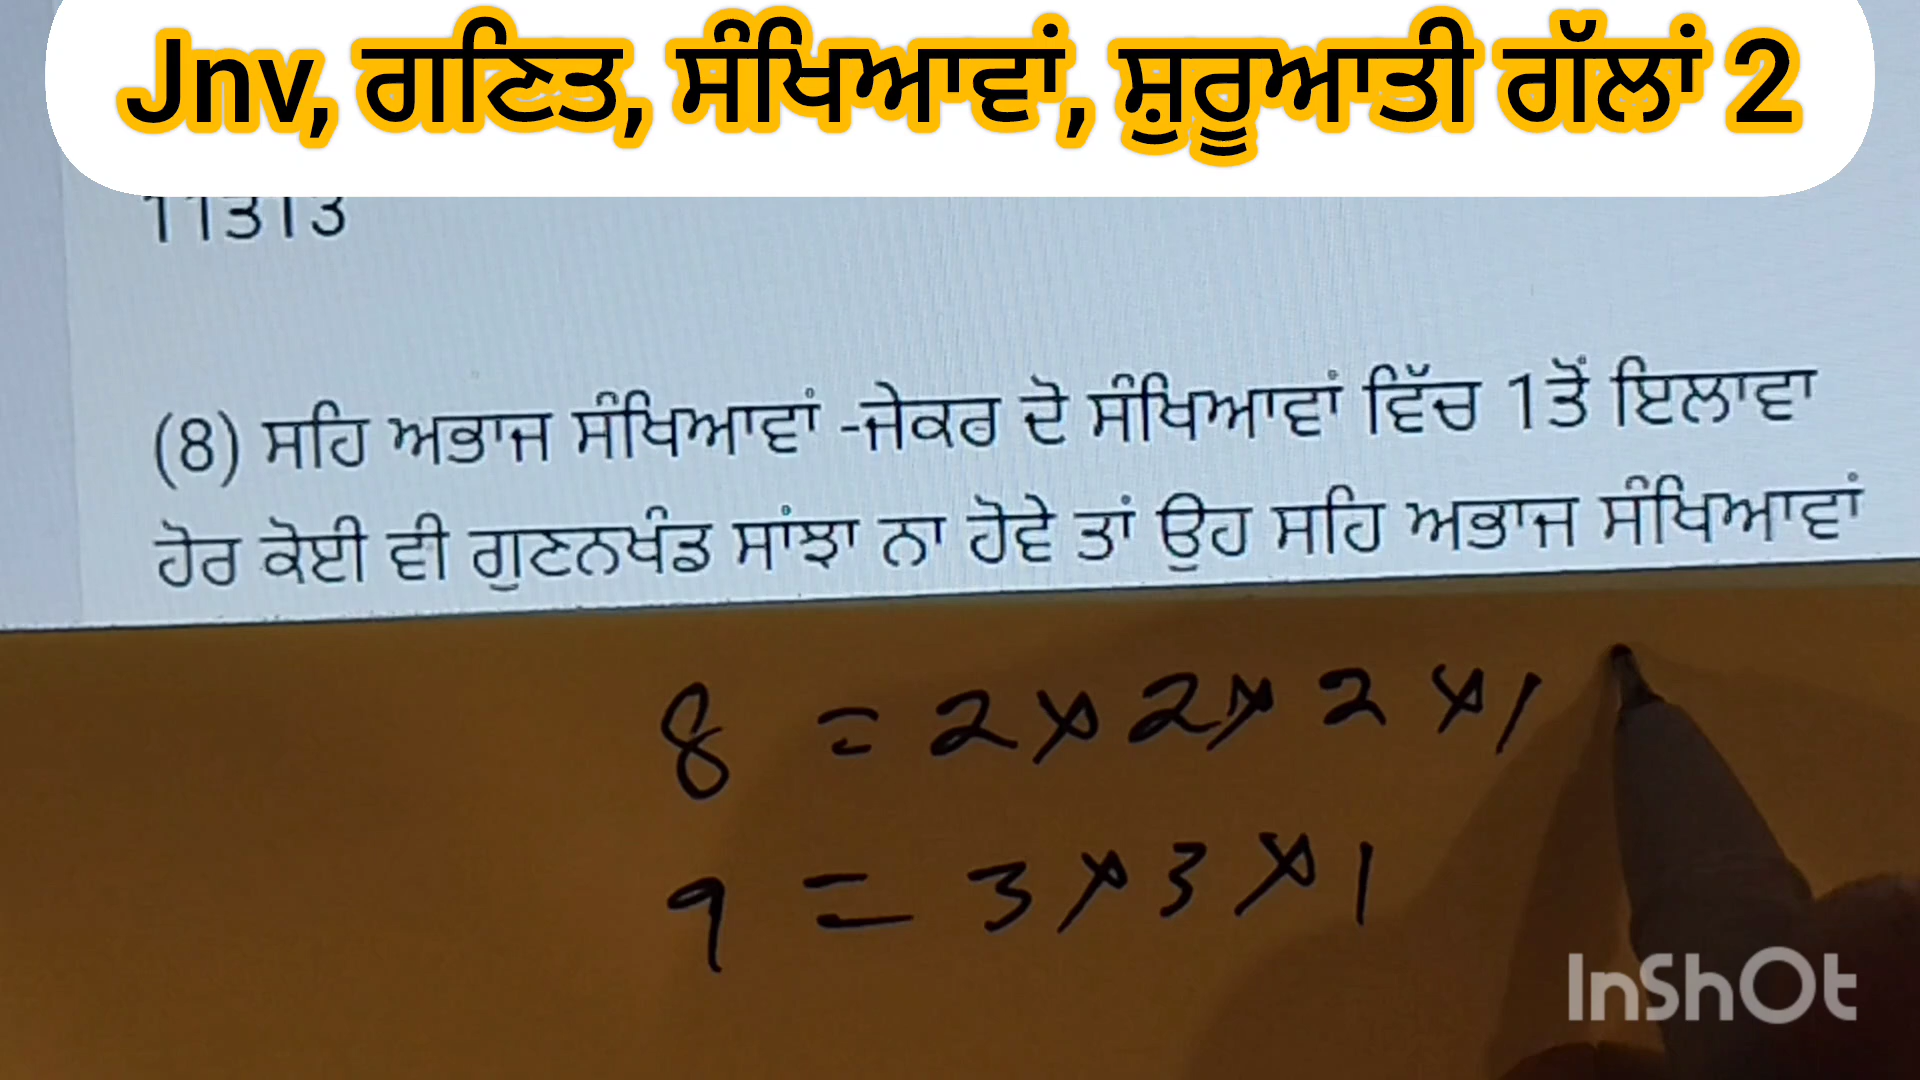 Jnv, ਗਣਿਤ, ਸੰਖਿਆਵਾਂ, ਸ਼ੁਰੂਆਤੀ ਗੱਲਾਂ 2
(8) ਸਹਿ ਅਭਾਜ ਸੰਖਿਆਵਾਂ -ਜੇਕਰ ਦੋ ਸੰਖਿਆਵਾਂ ਵਿੱਚ 1ਤੋਂ ਇਲਾਵਾ
ਹੋਰ ਕੋਈ ਵੀ ਗੁਣਨਖੰਡ ਸਾਂਝਾ ਨਾ ਹੋਵੇ ਤਾਂ ਉਹ ਸਹਿ ਅਭਾਜ ਸੰਖਿਆਵਾਂ
8 = 2 × 2 × 2 × 1
9 = 3 × 3 × 1
InShOt